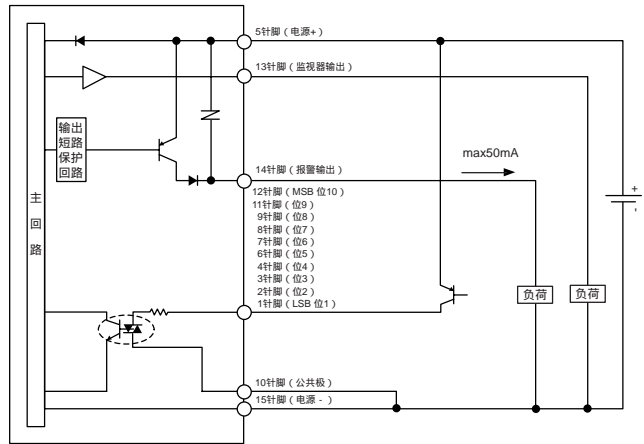 5针脚（电源+）
13针脚（监视器输出）
输出
短路
保护
回路
14针脚（报警输出）
max50mA
12针脚（MSB 位10）
11针脚（位9）
9针脚（位8）
8针脚（位7）
7针脚（位6）
6针脚（位5）
4针脚（位4）
3针脚（位3）
2针脚（位2）
1针脚（LSB 位1）
主
回
路
+
-
负荷
负荷
10针脚（公共极）
15针脚（电源 - ）